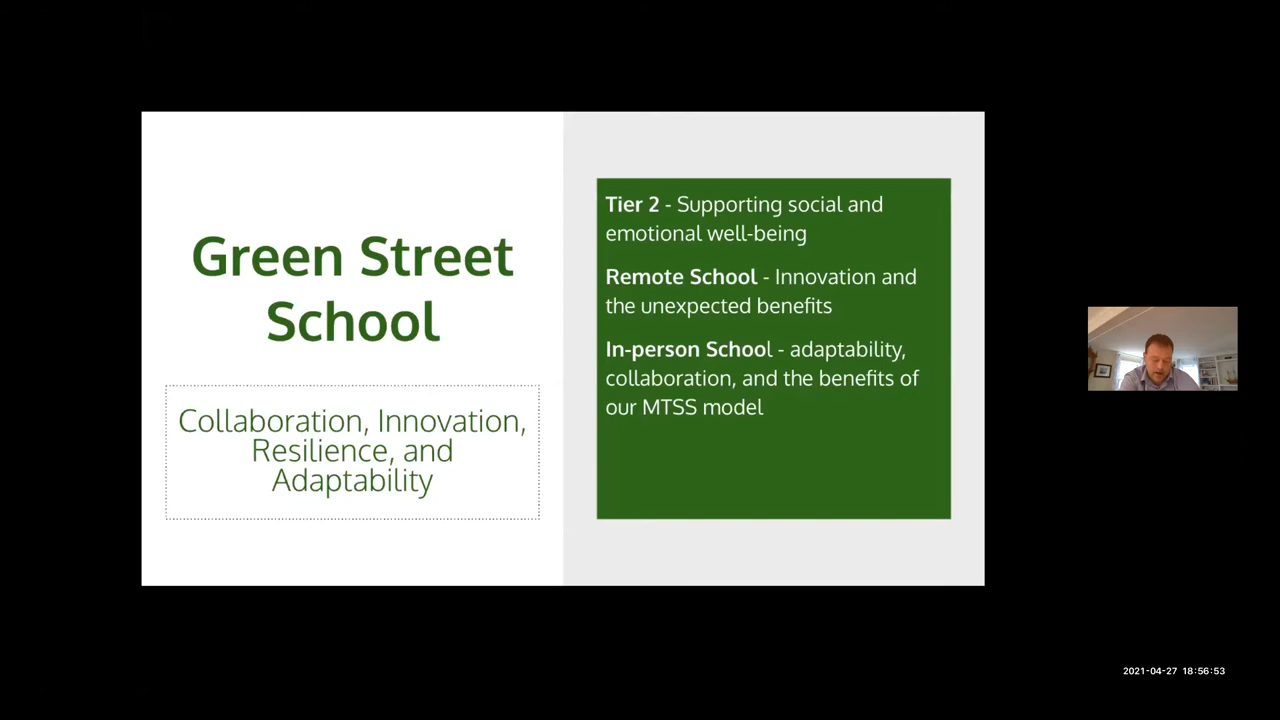 Green Street
School
Collaboration, Innovation,
Resilience, and
Adaptability
Tier 2 - Supporting social and
emotional well-being
Remote School - Innovation and
the unexpected benefits
In-person School - adaptability,
collaboration, and the benefits of
our MTSS model
2021-04-27 18:56:53